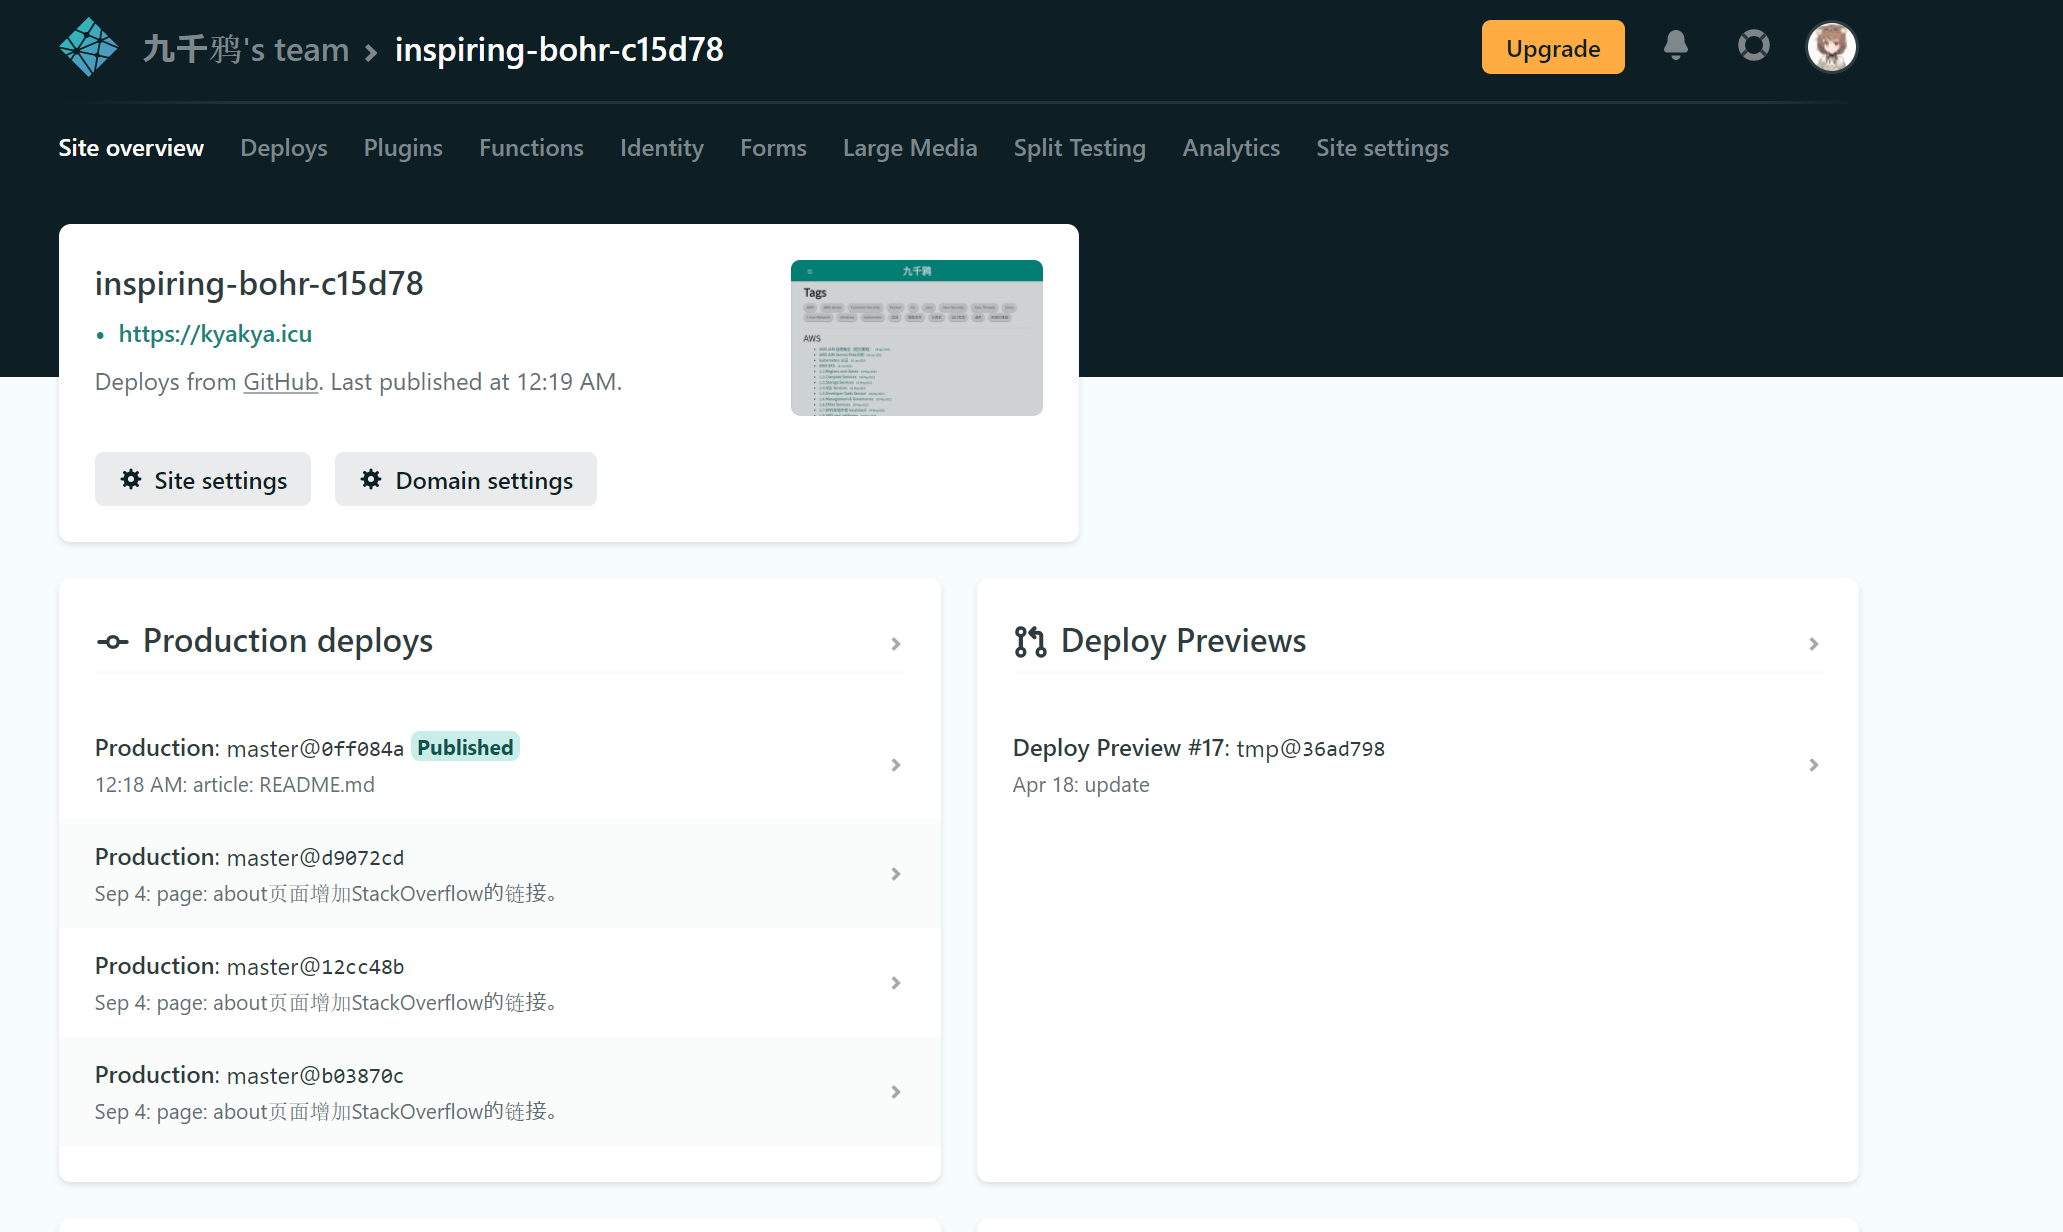 九千鸦's team › inspiring-bohr-c15d78
Upgrade
Site overview Deploys Plugins Functions Identity Forms Large Media Split Testing Analytics Site settings
inspiring-bohr-c15d78
• https://kyakya.icu
Deploys from GitHub. Last published at 12:19 AM.
九千鸦
Tags
AWS
Site settings
Domain settings
Production deploys
Production: master@0ff084a Published
12:18 AM: article: README.md
Production: master@d9072cd
Sep 4: page: about页面增加StackOverflow的链接。
Production: master@12cc48b
Sep 4: page: about页面增加StackOverflow的链接。
Production: master@b03870c
Sep 4: page: about页面增加StackOverflow的链接。
Deploy Previews
Deploy Preview #17: tmp@36ad798
Apr 18: update